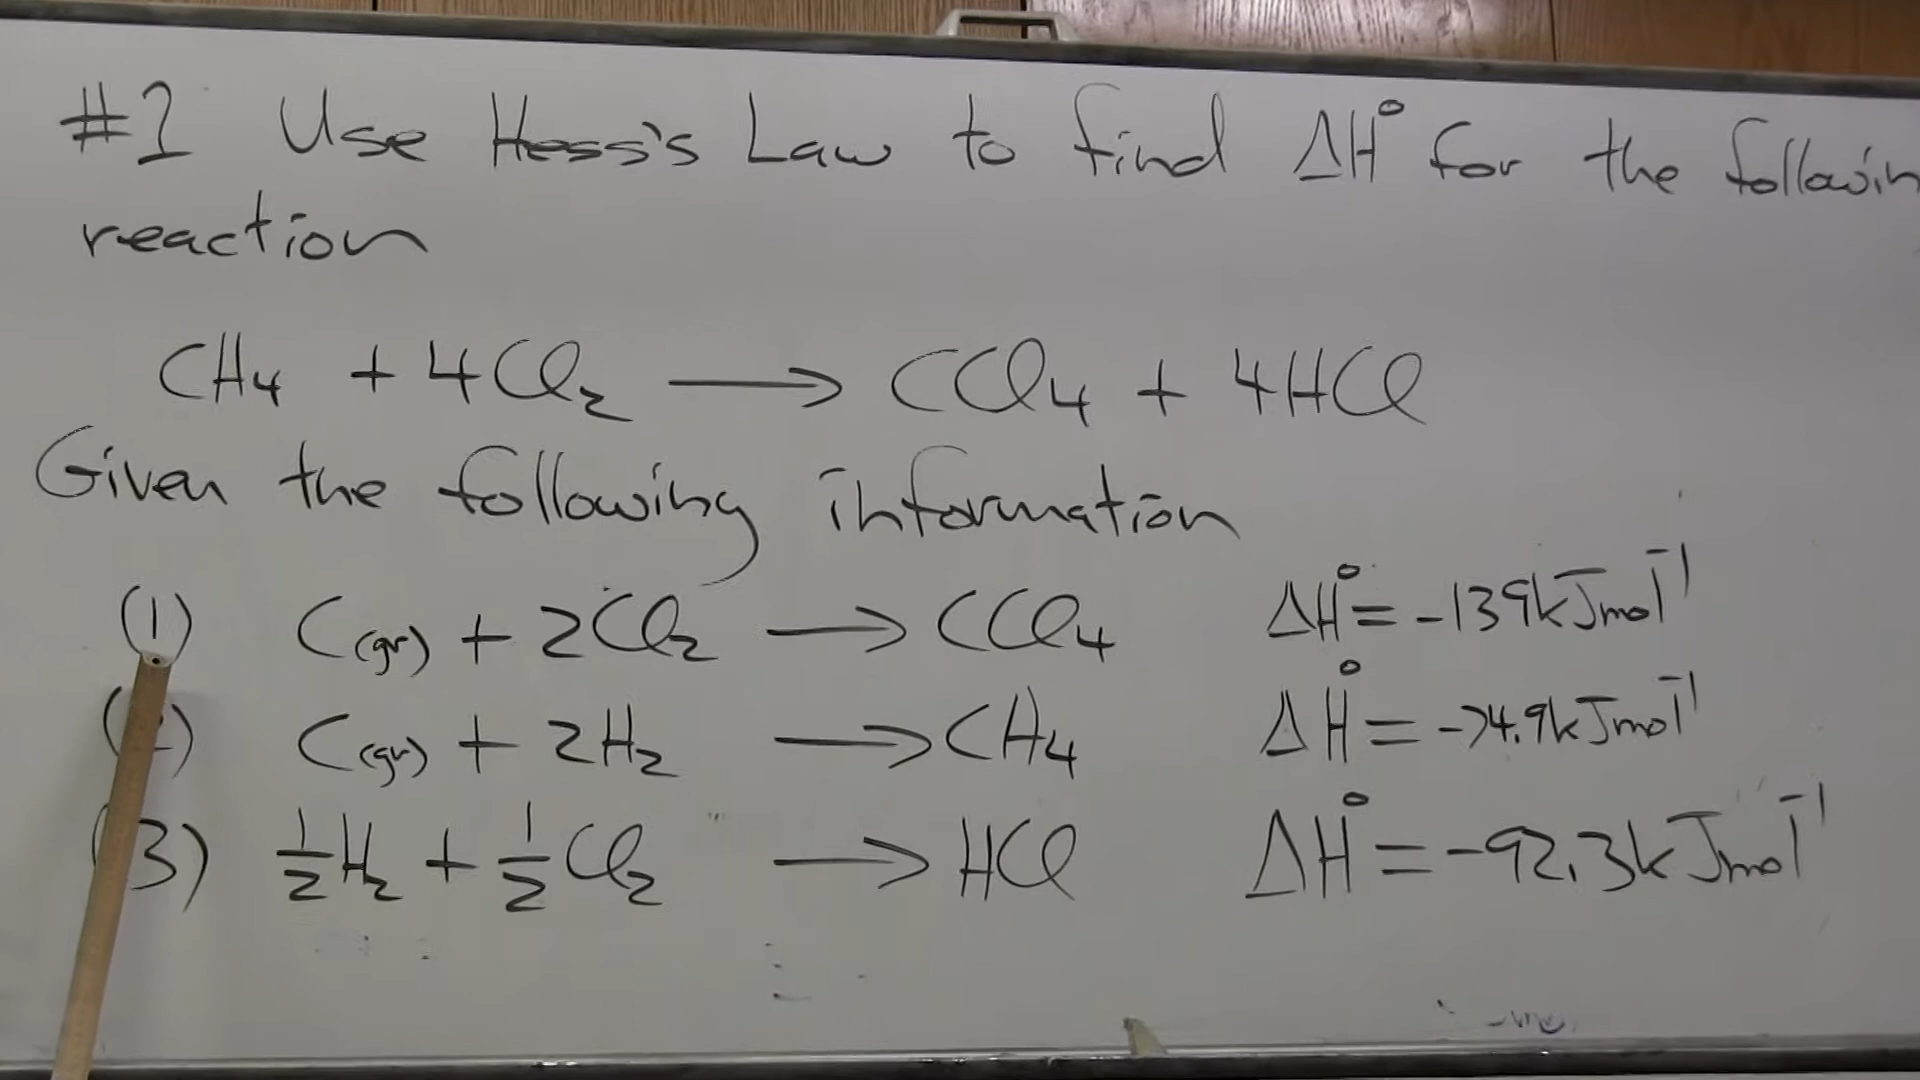 #1 Use Hess's Law to find ΔH° for the followin
reaction
CH₄ + 4Cl₂ → CCl₄ + 4HCl
Given the following information
(1) C(gr) + 2Cl₂ → CCl₄ ΔH° = -139kJmol⁻¹
(2) C(gr) + 2H₂ → CH₄ ΔH° = -74.9kJmol⁻¹
(3) ½H₂ + ½Cl₂ → HCl ΔH° = -92.3kJmol⁻¹